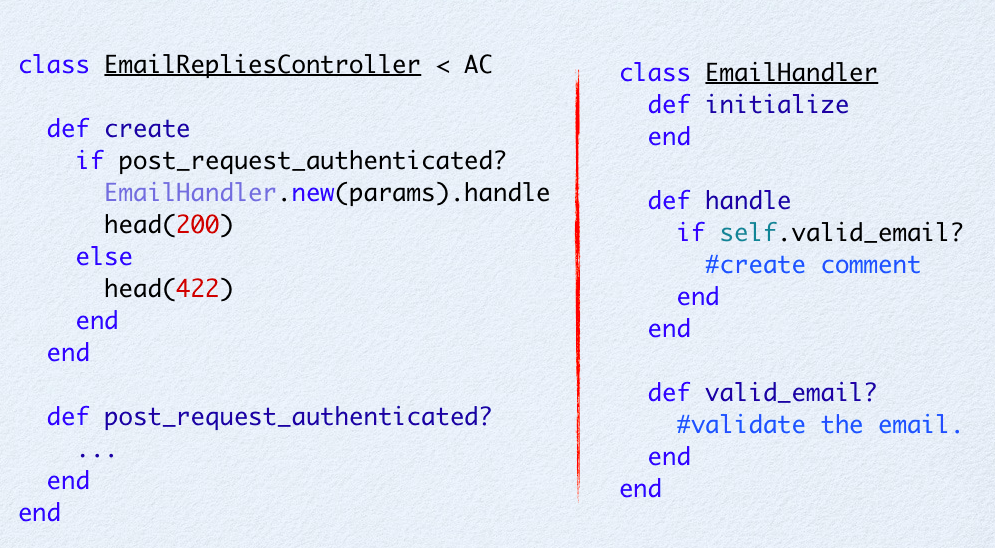 class EmailRepliesController < AC
  def create
    if post_request_authenticated?
      EmailHandler.new(params).handle
      head(200)
    else
      head(422)
    end
  end
  def post_request_authenticated?
    ...
  end
end
class EmailHandler
  def initialize
  end
  def handle
    if self.valid_email?
      #create comment
    end
  end
  def valid_email?
    #validate the email.
  end
end